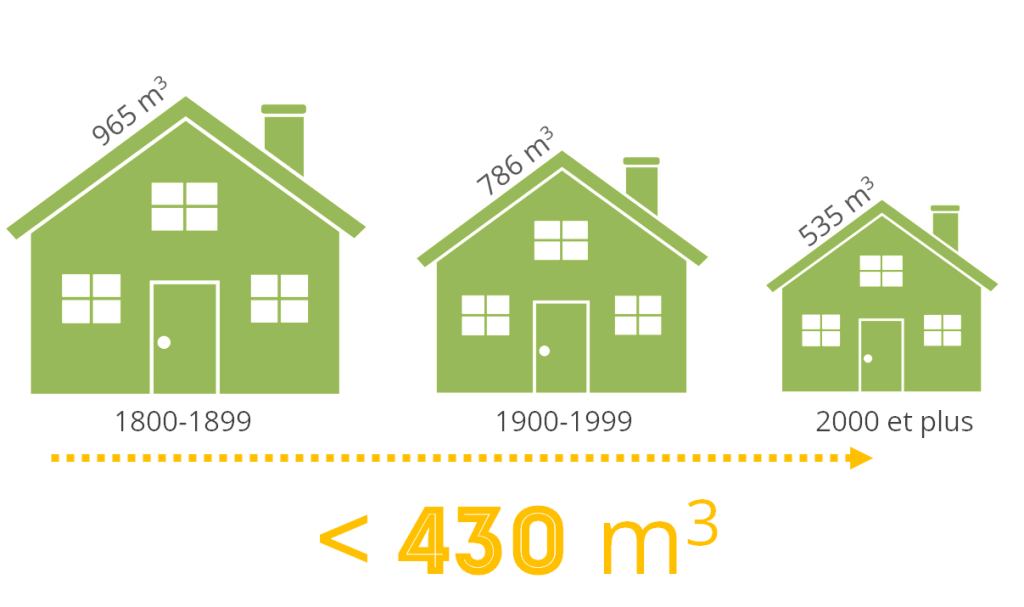 965 m³
786 m³
535 m³
1800-1899
1900-1999
2000 et plus
< 430 m³